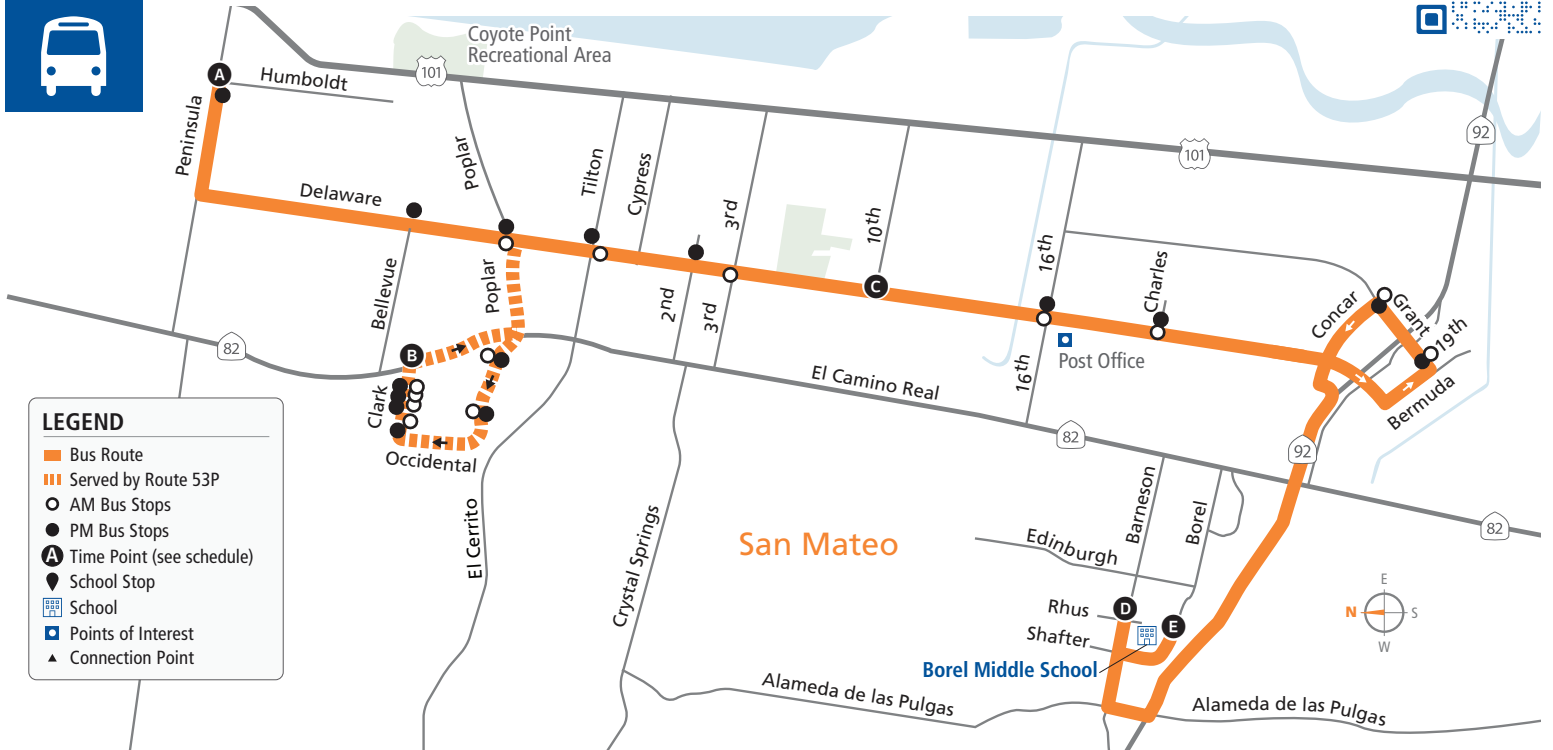 Coyote Point
Recreational Area
101
A
Humboldt
Peninsula
Poplar
Tilton
Cypress
3rd
10th
16th
101
92
Delaware
Charles
Bellevue
Poplar
2nd
3rd
C
16th
Post Office
Concar
Grant
19th
Bermuda
82
B
Clark
Occidental
El Camino Real
82
92
82
LEGEND
Bus Route
Served by Route 53P
AM Bus Stops
PM Bus Stops
A Time Point (see schedule)
School Stop
School
Points of Interest
Connection Point
El Cerrito
Crystal Springs
San Mateo
Barneson
Borel
Edinburgh
Rhus
D
E
Shafter
Borel Middle School
Alameda de las Pulgas
Alameda de las Pulgas
E
N
S
W